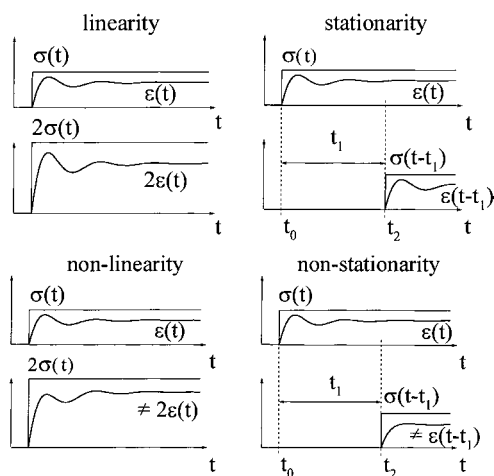 linearity
σ(t)
ε(t)
t
2σ(t)
2ε(t)
t
stationarity
σ(t)
ε(t)
t
t₁
σ(t-t₁)
ε(t-t₁)
t₀
t₂
t
non-linearity
σ(t)
ε(t)
t
2σ(t)
≠ 2ε(t)
t
non-stationarity
σ(t)
ε(t)
t
t₁
σ(t-t₁)
≠ ε(t-t₁)
t₀
t₂
t